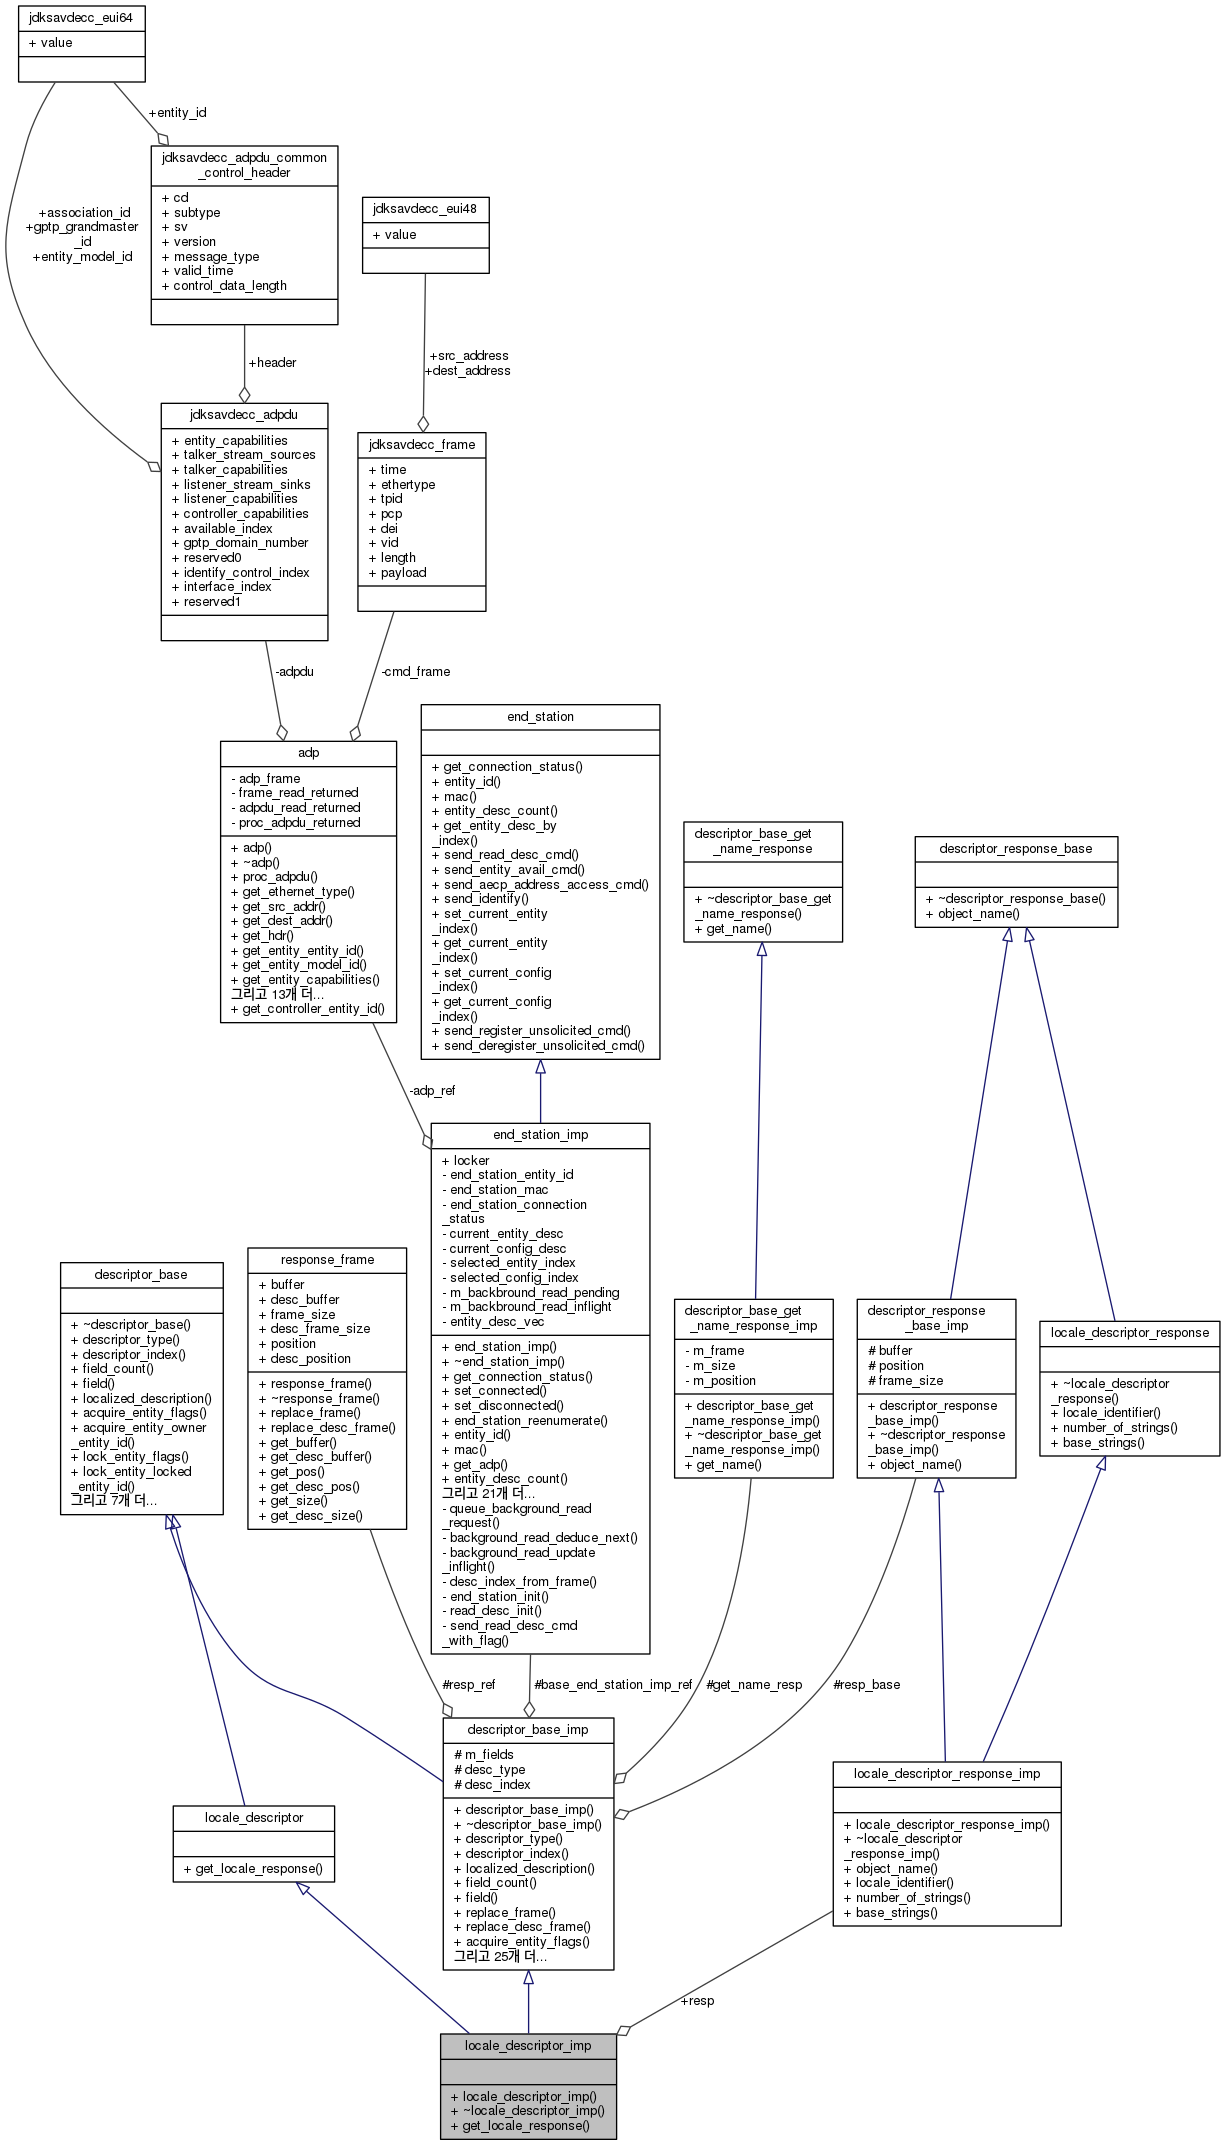 jdksavdecc_eui64
+ value
+entity_id
jdksavdecc_adpdu_common
_control_header
+ cd
+ subtype
+ sv
+ version
+ message_type
+ valid_time
+ control_data_length
+association_id
+gptp_grandmaster
_id
+entity_model_id
jdksavdecc_eui48
+ value
+header
+src_address
+dest_address
jdksavdecc_adpdu
+ entity_capabilities
+ talker_stream_sources
+ talker_capabilities
+ listener_stream_sinks
+ listener_capabilities
+ controller_capabilities
+ available_index
+ gptp_domain_number
+ reserved0
+ identify_control_index
+ interface_index
+ reserved1
jdksavdecc_frame
+ time
+ ethertype
+ tpid
+ pcp
+ dei
+ vid
+ length
+ payload
-adpdu
-cmd_frame
adp
- adp_frame
- frame_read_returned
- adpdu_read_returned
- proc_adpdu_returned
+ adp()
+ ~adp()
+ proc_adpdu()
+ get_ethernet_type()
+ get_src_addr()
+ get_dest_addr()
+ get_hdr()
+ get_entity_entity_id()
+ get_entity_model_id()
+ get_entity_capabilities()
그리고 13개 더...
+ get_controller_entity_id()
end_station
+ get_connection_status()
+ entity_id()
+ mac()
+ entity_desc_count()
+ get_entity_desc_by
_index()
+ send_read_desc_cmd()
+ send_entity_avail_cmd()
+ send_aecp_address_access_cmd()
+ send_identify()
+ set_current_entity
_index()
+ get_current_entity
_index()
+ set_current_config
_index()
+ get_current_config
_index()
+ send_register_unsolicited_cmd()
+ send_deregister_unsolicited_cmd()
descriptor_base_get
_name_response
+ ~descriptor_base_get
_name_response()
+ get_name()
descriptor_response_base
+ ~descriptor_response_base()
+ object_name()
-adp_ref
end_station_imp
+ locker
- end_station_entity_id
- end_station_mac
- end_station_connection
_status
- current_entity_desc
- current_config_desc
- selected_entity_index
- selected_config_index
- m_backbround_read_pending
- m_backbround_read_inflight
- entity_desc_vec
+ end_station_imp()
+ ~end_station_imp()
+ get_connection_status()
+ set_connected()
+ set_disconnected()
+ end_station_reenumerate()
+ entity_id()
+ mac()
+ get_adp()
+ entity_desc_count()
그리고 21개 더...
- queue_background_read
_request()
- background_read_deduce_next()
- background_read_update
_inflight()
- desc_index_from_frame()
- end_station_init()
- read_desc_init()
- send_read_desc_cmd
_with_flag()
descriptor_base
+ ~descriptor_base()
+ descriptor_type()
+ descriptor_index()
+ field_count()
+ field()
+ localized_description()
+ acquire_entity_flags()
+ acquire_entity_owner
_entity_id()
+ lock_entity_flags()
+ lock_entity_locked
_entity_id()
그리고 7개 더...
response_frame
+ buffer
+ desc_buffer
+ frame_size
+ desc_frame_size
+ position
+ desc_position
+ response_frame()
+ ~response_frame()
+ replace_frame()
+ replace_desc_frame()
+ get_buffer()
+ get_desc_buffer()
+ get_pos()
+ get_desc_pos()
+ get_size()
+ get_desc_size()
descriptor_base_get
_name_response_imp
- m_frame
- m_size
- m_position
+ descriptor_base_get
_name_response_imp()
+ ~descriptor_base_get
_name_response_imp()
+ get_name()
descriptor_response
_base_imp
# buffer
# position
# frame_size
+ descriptor_response
_base_imp()
+ ~descriptor_response
_base_imp()
+ object_name()
locale_descriptor_response
+ ~locale_descriptor
_response()
+ locale_identifier()
+ number_of_strings()
+ base_strings()
#resp_ref
#base_end_station_imp_ref
#get_name_resp
#resp_base
descriptor_base_imp
# m_fields
# desc_type
# desc_index
+ descriptor_base_imp()
+ ~descriptor_base_imp()
+ descriptor_type()
+ descriptor_index()
+ localized_description()
+ field_count()
+ field()
+ replace_frame()
+ replace_desc_frame()
+ acquire_entity_flags()
그리고 25개 더...
locale_descriptor
+ get_locale_response()
locale_descriptor_response_imp
+ locale_descriptor_response_imp()
+ ~locale_descriptor
_response_imp()
+ object_name()
+ locale_identifier()
+ number_of_strings()
+ base_strings()
+resp
locale_descriptor_imp
+ locale_descriptor_imp()
+ ~locale_descriptor_imp()
+ get_locale_response()